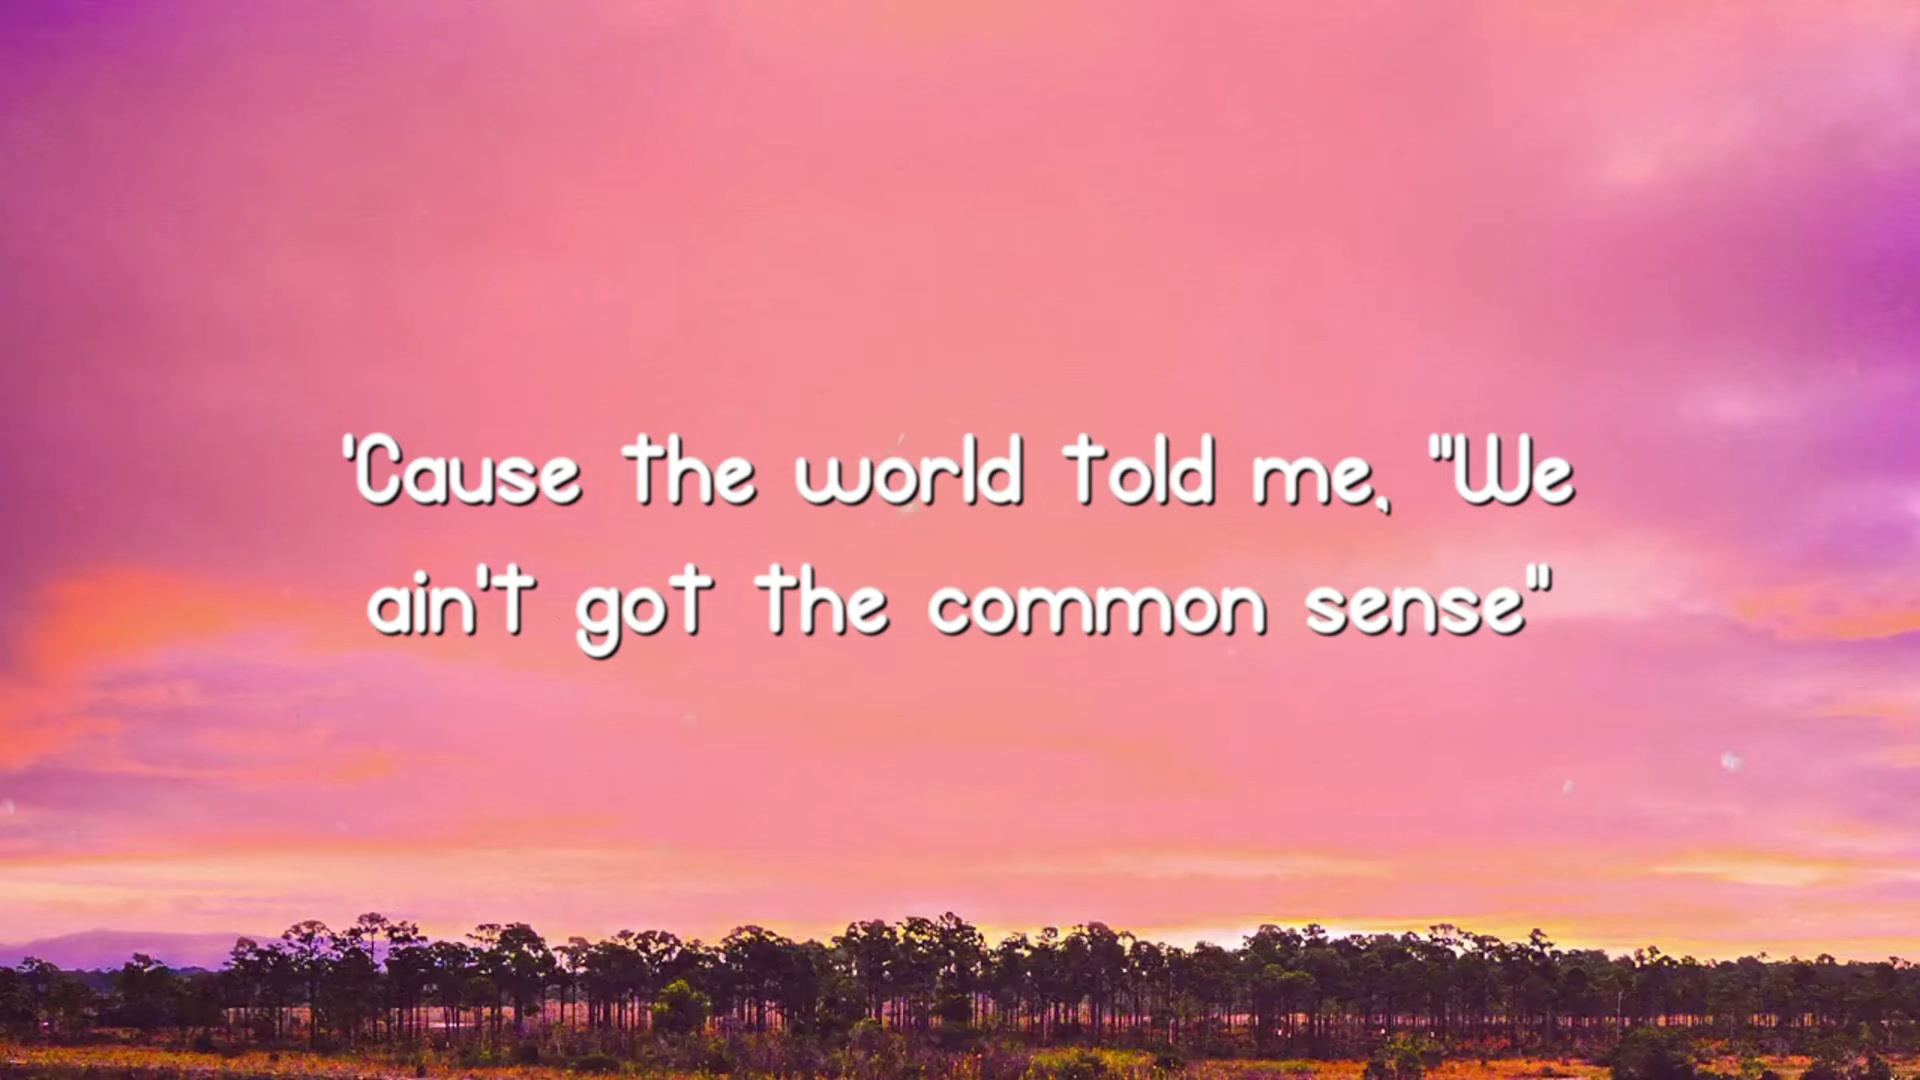 'Cause the world told me, "We
ain't got the common sense"